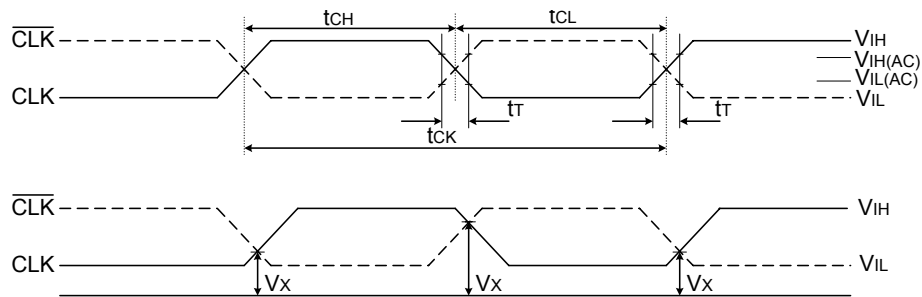 tCH tCL
CLK VIH
VIH(AC)
VIL(AC)
CLK VIL
tT tT
tCK
CLK VIH
CLK VIL
VX VX VX